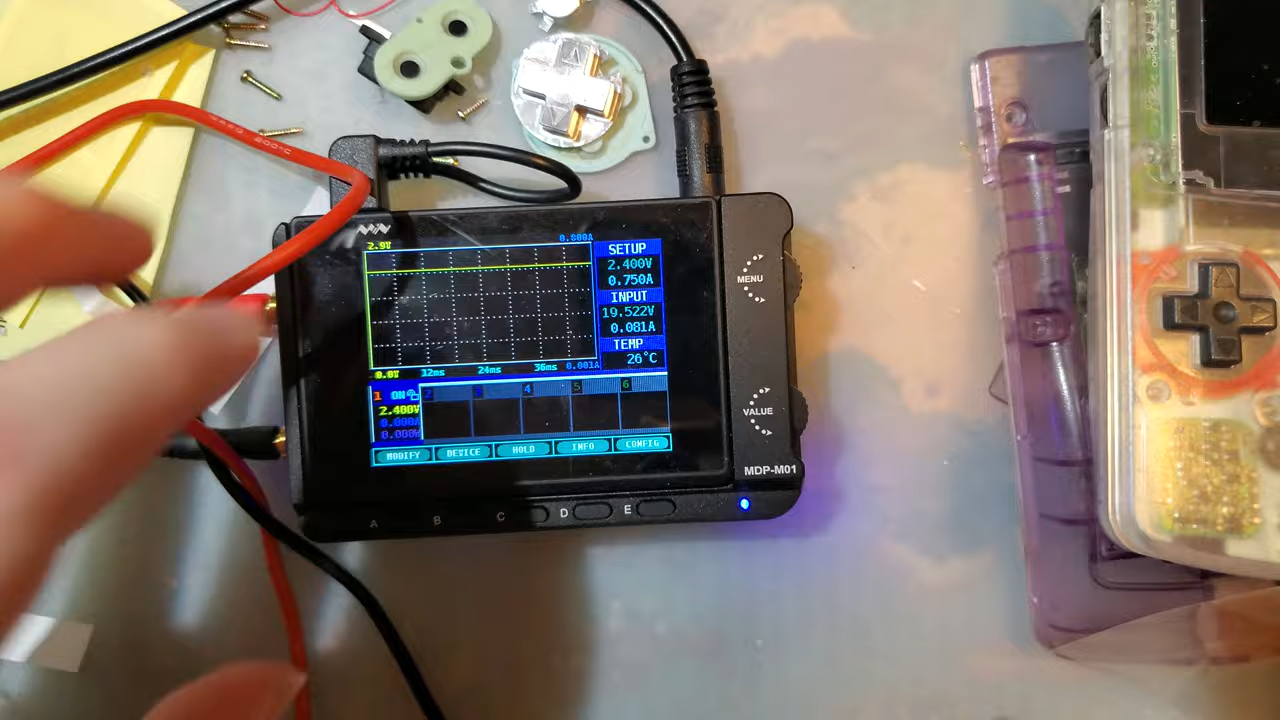 2.9V
0.800A
SETUP
2.400V
0.750A
INPUT
19.522V
0.081A
TEMP
26°C
0.0V
12ms
24ms
36ms
0.001A
1 ON
2
3
4
5
6
2.400V
0.000A
0.000W
MODIFY
DEVICE
HOLD
INFO
CONFIG
MENU
VALUE
MDP-M01
A
B
C
D
E
200°C